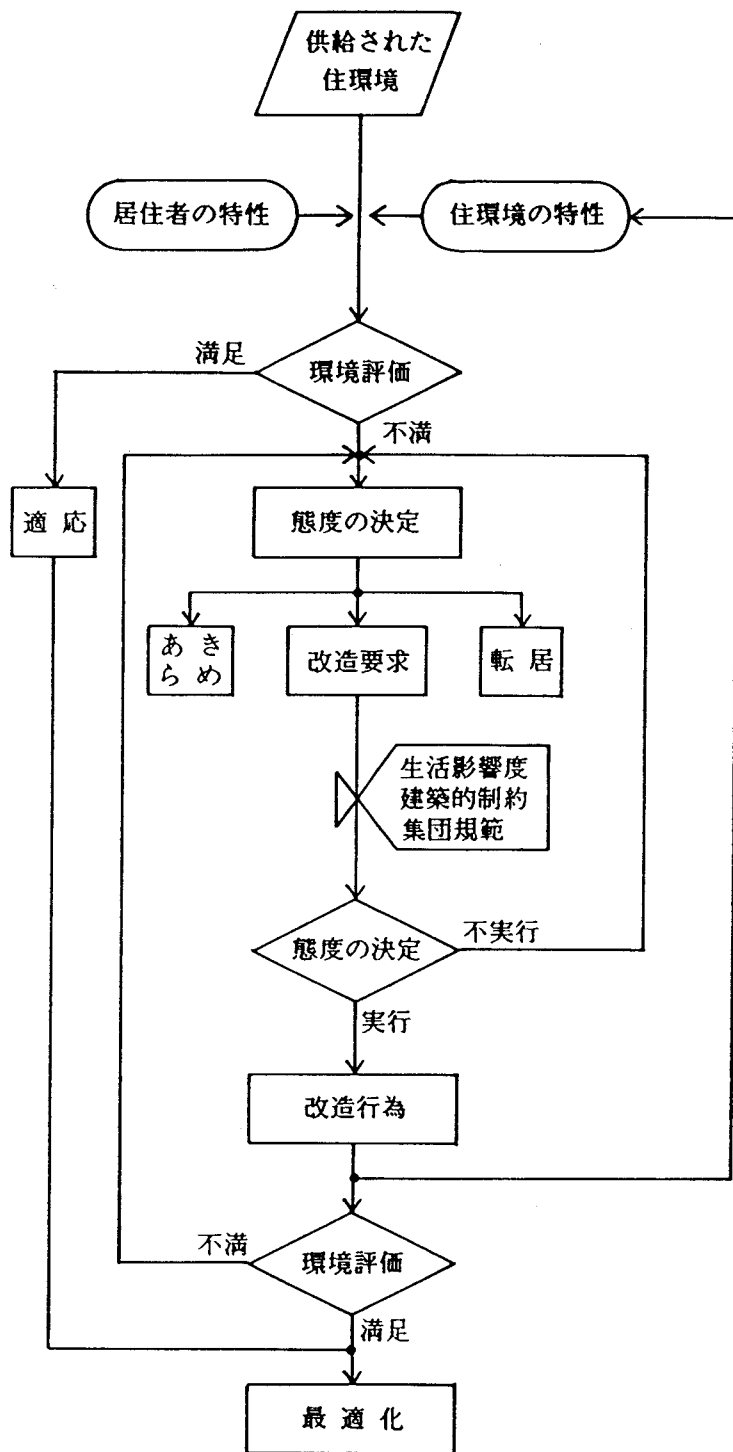 供給された
住環境
居住者の特性
住環境の特性
満足
環境評価
不満
適応
態度の決定
あき
らめ
改造要求
転居
生活影響度
建築的制約
集団規範
態度の決定
不実行
実行
改造行為
不満
環境評価
満足
最適化